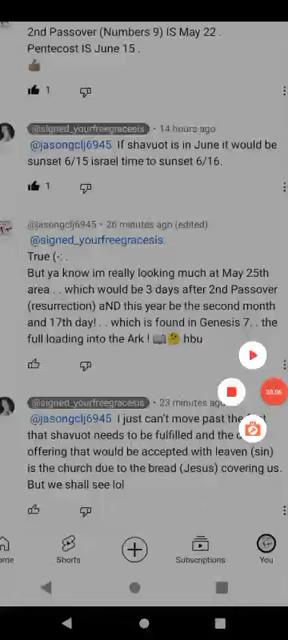 2nd Passover (Numbers 9) IS May 22 .
Pentecost IS June 15 .
1
@signed_yourfreegracesis • 14 hours ago
@jasongclj6945 If shavuot is in June it would be
sunset 6/15 israel time to sunset 6/16.
1
@jasongclj6945 • 26 minutes ago (edited)
@signed_yourfreegracesis
True (-: .
But ya know im really looking much at May 25th
area . . which would be 3 days after 2nd Passover
(resurrection) aND this year be the second month
and 17th day! . . which is found in Genesis 7. . the
full loading into the Ark ! 📖🤔 hbu
@signed_yourfreegracesis • 23 minutes ago
@jasongclj6945 I just can't move past the
that shavuot needs to be fulfilled and the
offering that would be accepted with leaven (sin)
is the church due to the bread (Jesus) covering us.
But we shall see lol
Shorts
Subscriptions
You